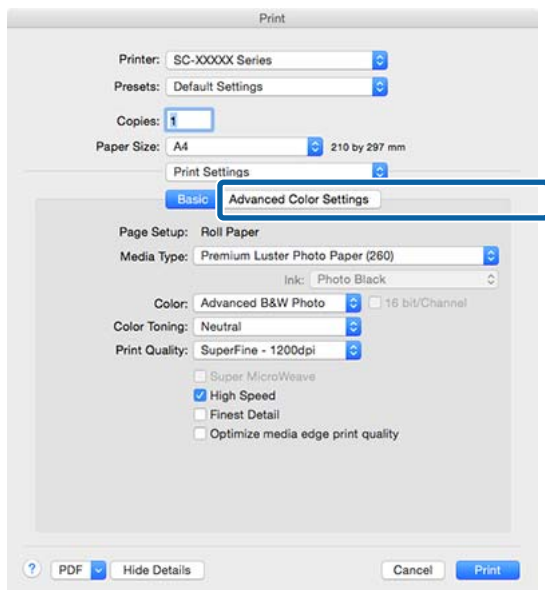 Print
Printer: SC-XXXXX Series
Presets: Default Settings
Copies: 1
Paper Size: A4 210 by 297 mm
Print Settings
Basic Advanced Color Settings
Page Setup: Roll Paper
Media Type: Premium Luster Photo Paper (260)
Ink: Photo Black
Color: Advanced B&W Photo 16 bit/Channel
Color Toning: Neutral
Print Quality: SuperFine - 1200dpi
Super MicroWeave
High Speed
Finest Detail
Optimize media edge print quality
? PDF Hide Details Cancel Print